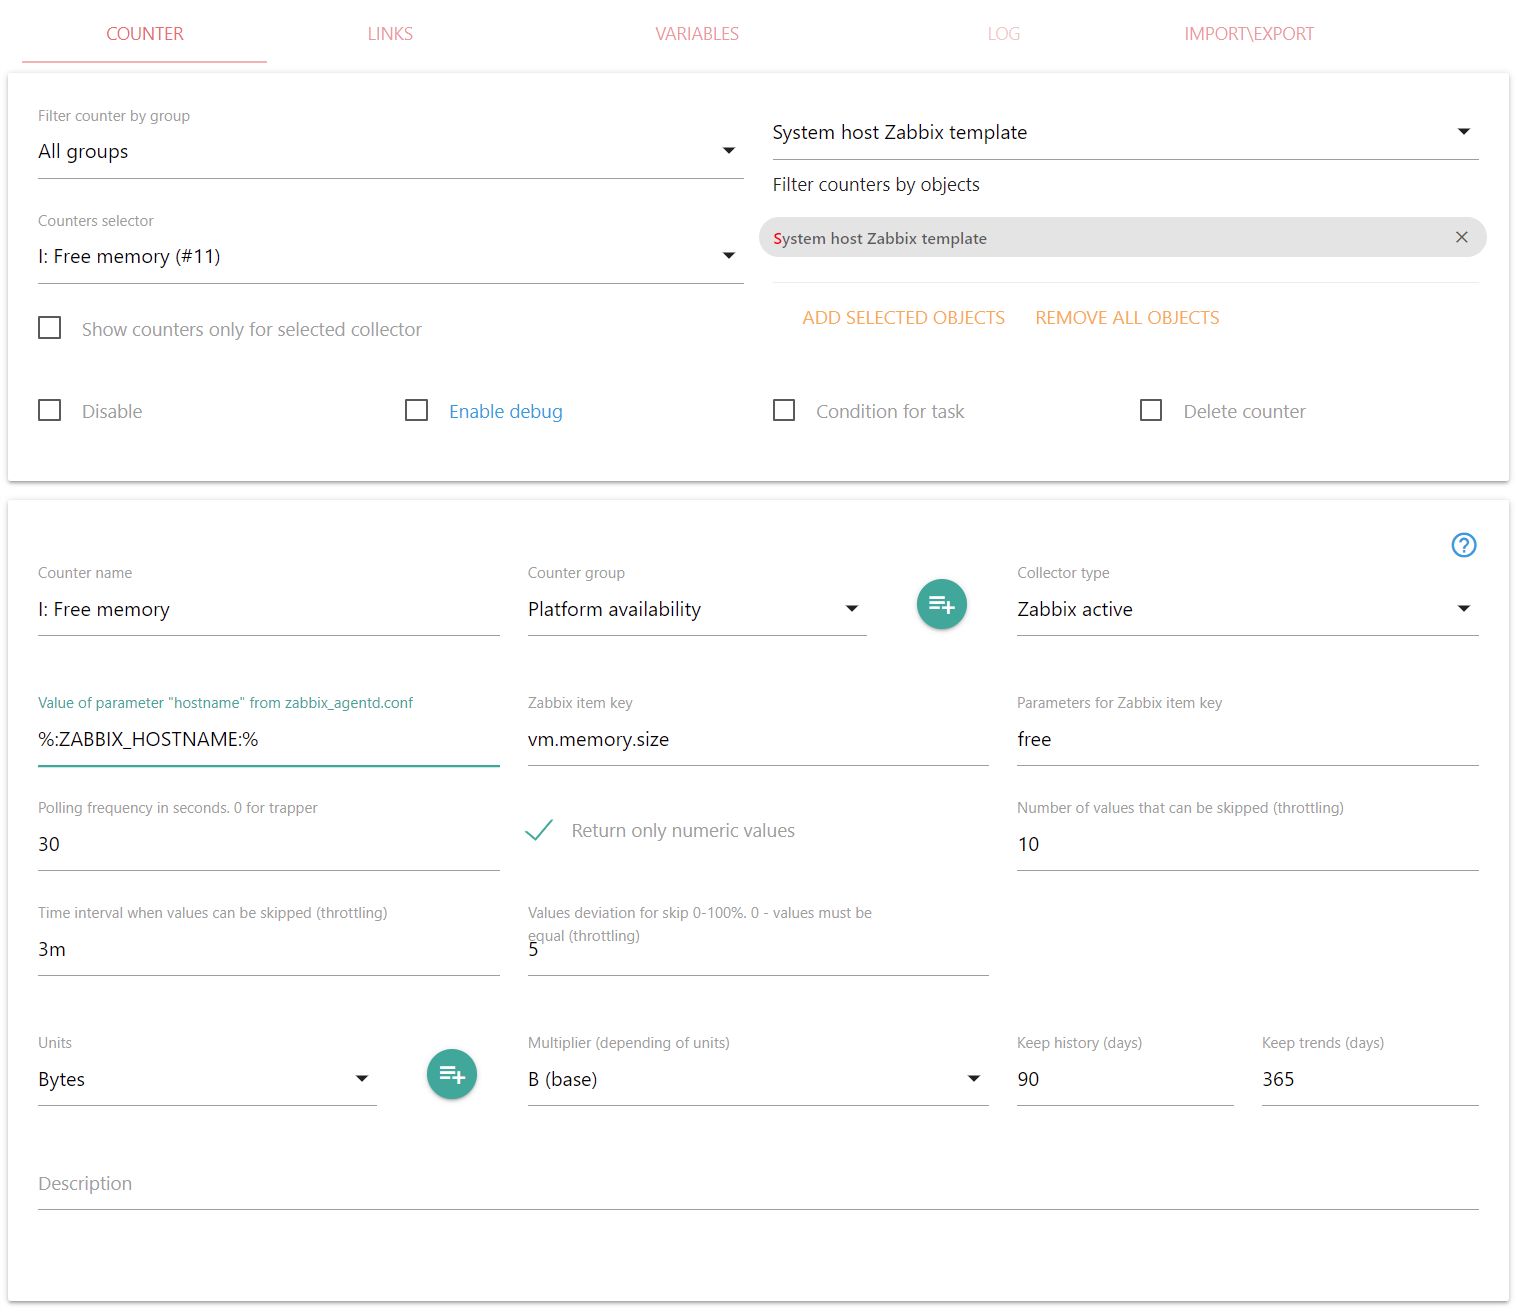 COUNTER
LINKS
VARIABLES
LOG
IMPORT\EXPORT
Filter counter by group
All groups
System host Zabbix template
Filter counters by objects
Counters selector
I: Free memory (#11)
System host Zabbix template
Show counters only for selected collector
ADD SELECTED OBJECTS
REMOVE ALL OBJECTS
Disable
Enable debug
Condition for task
Delete counter
Counter name
I: Free memory
Counter group
Platform availability
Collector type
Zabbix active
Value of parameter "hostname" from zabbix_agentd.conf
%:ZABBIX_HOSTNAME:%
Zabbix item key
vm.memory.size
Parameters for Zabbix item key
free
Polling frequency in seconds. 0 for trapper
30
Return only numeric values
Number of values that can be skipped (throttling)
10
Time interval when values can be skipped (throttling)
3m
Values deviation for skip 0-100%. 0 - values must be
equal (throttling)
5
Units
Bytes
Multiplier (depending of units)
B (base)
Keep history (days)
90
Keep trends (days)
365
Description